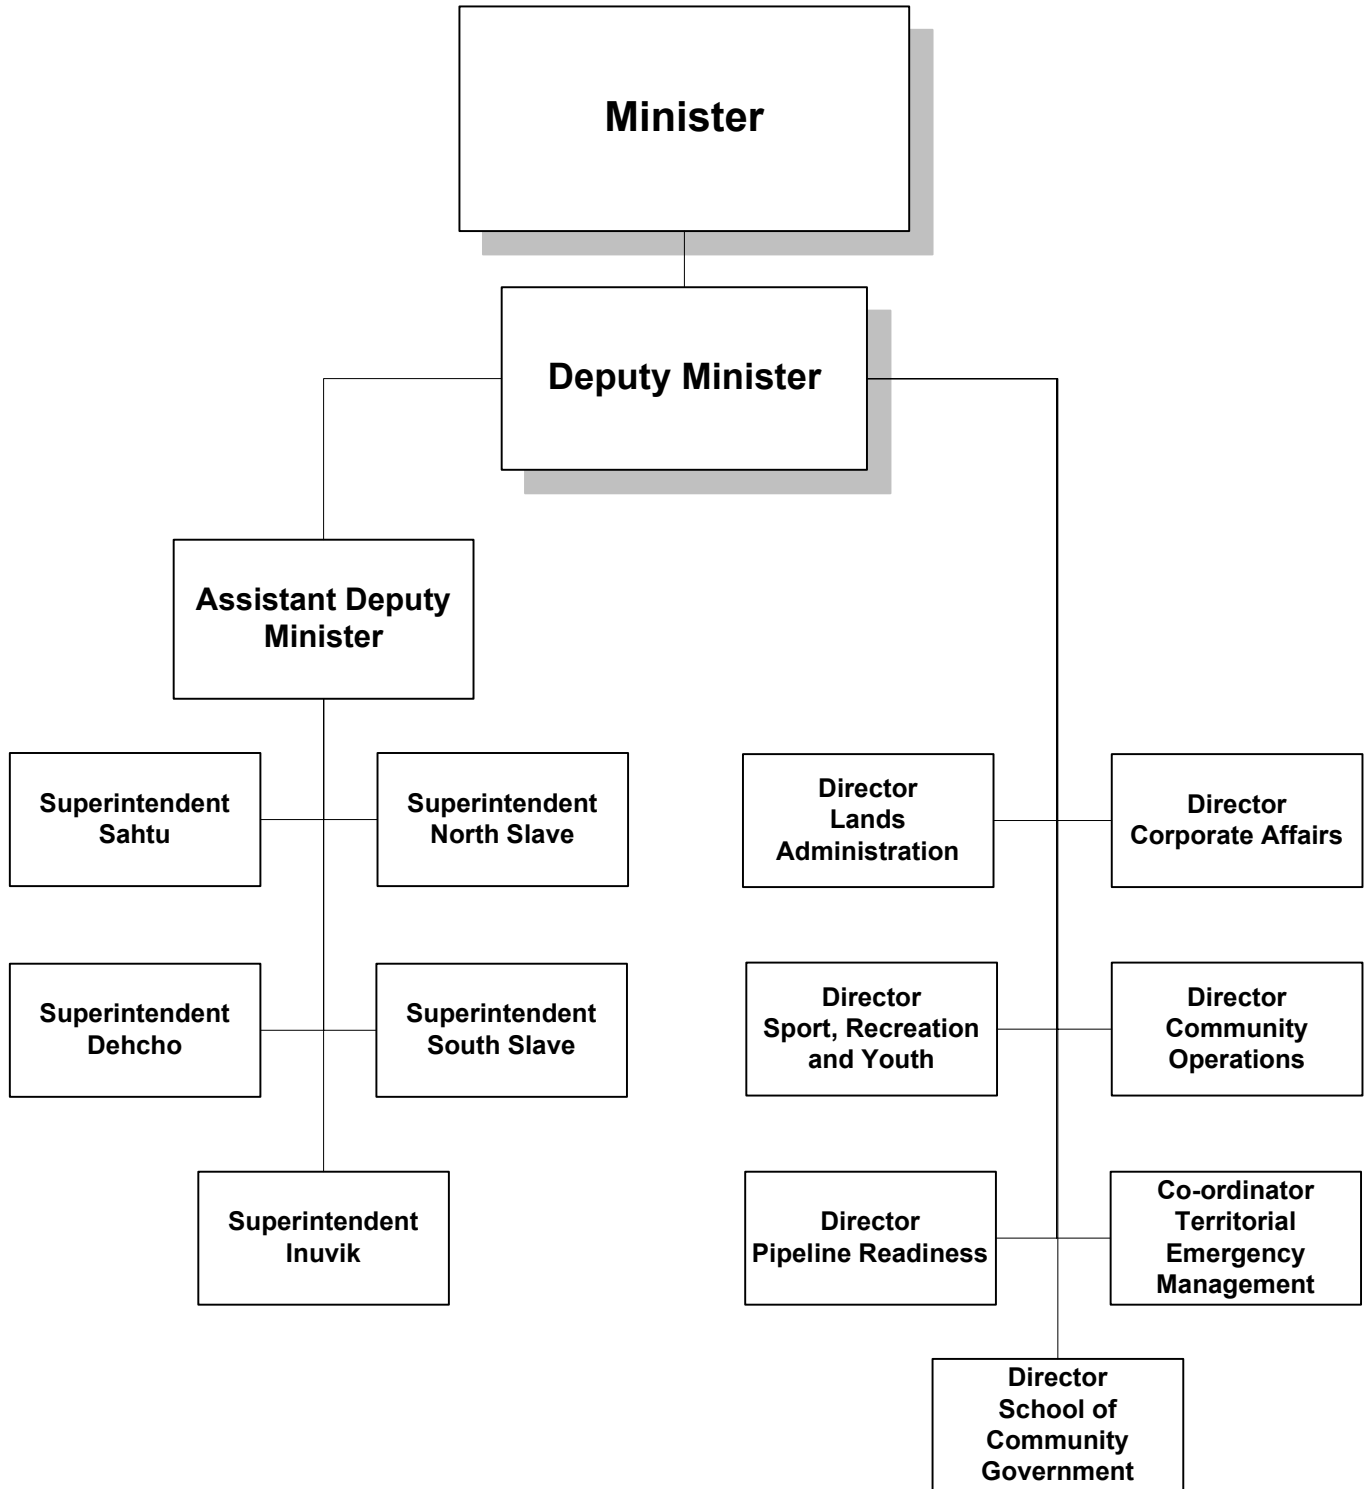 Minister
Deputy Minister
Assistant Deputy
Minister
Superintendent
Sahtu
Superintendent
North Slave
Director
Lands
Administration
Director
Corporate Affairs
Superintendent
Dehcho
Superintendent
South Slave
Director
Sport, Recreation
and Youth
Director
Community
Operations
Superintendent
Inuvik
Director
Pipeline Readiness
Co-ordinator
Territorial
Emergency
Management
Director
School of
Community
Government